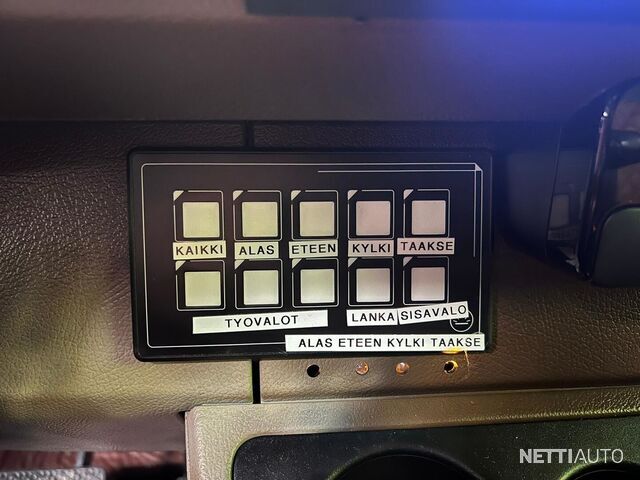 KAIKKI ALAS ETEEN KYLKI TAAKSE
TYOVALOT LANKA SISAVALO
ALAS ETEEN KYLKI TAAKSE
NETTIAUTO